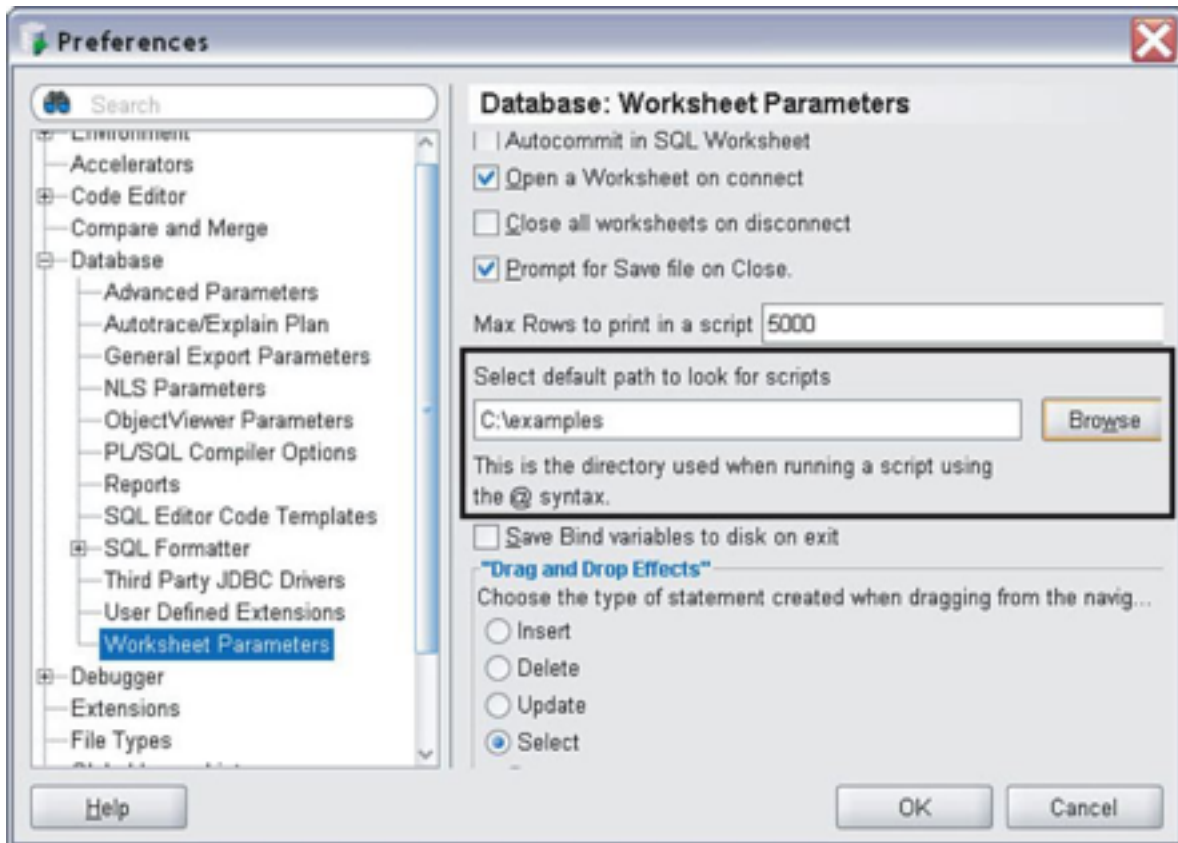 Preferences
Search
Environment
Accelerators
Code Editor
Compare and Merge
Database
Advanced Parameters
Autotrace/Explain Plan
General Export Parameters
NLS Parameters
ObjectViewer Parameters
PL/SQL Compiler Options
Reports
SQL Editor Code Templates
SQL Formatter
Third Party JDBC Drivers
User Defined Extensions
Worksheet Parameters
Debugger
Extensions
File Types
Database: Worksheet Parameters
Autocommit in SQL Worksheet
Open a Worksheet on connect
Close all worksheets on disconnect
Prompt for Save file on Close.
Max Rows to print in a script 5000
Select default path to look for scripts
C:\examples Browse
This is the directory used when running a script using
the @ syntax.
Save Bind variables to disk on exit
"Drag and Drop Effects"
Choose the type of statement created when dragging from the navig...
Insert
Delete
Update
Select
Help OK Cancel